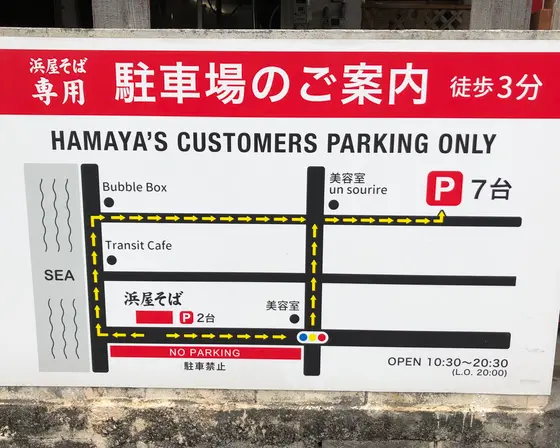 浜屋そば
専用
駐車場のご案内
徒歩3分
HAMAYA'S CUSTOMERS PARKING ONLY
Bubble Box
美容室
un sourire
P 7台
Transit Cafe
SEA
浜屋そば
P 2台
美容室
NO PARKING
駐車禁止
OPEN 10:30〜20:30
(L.O. 20:00)